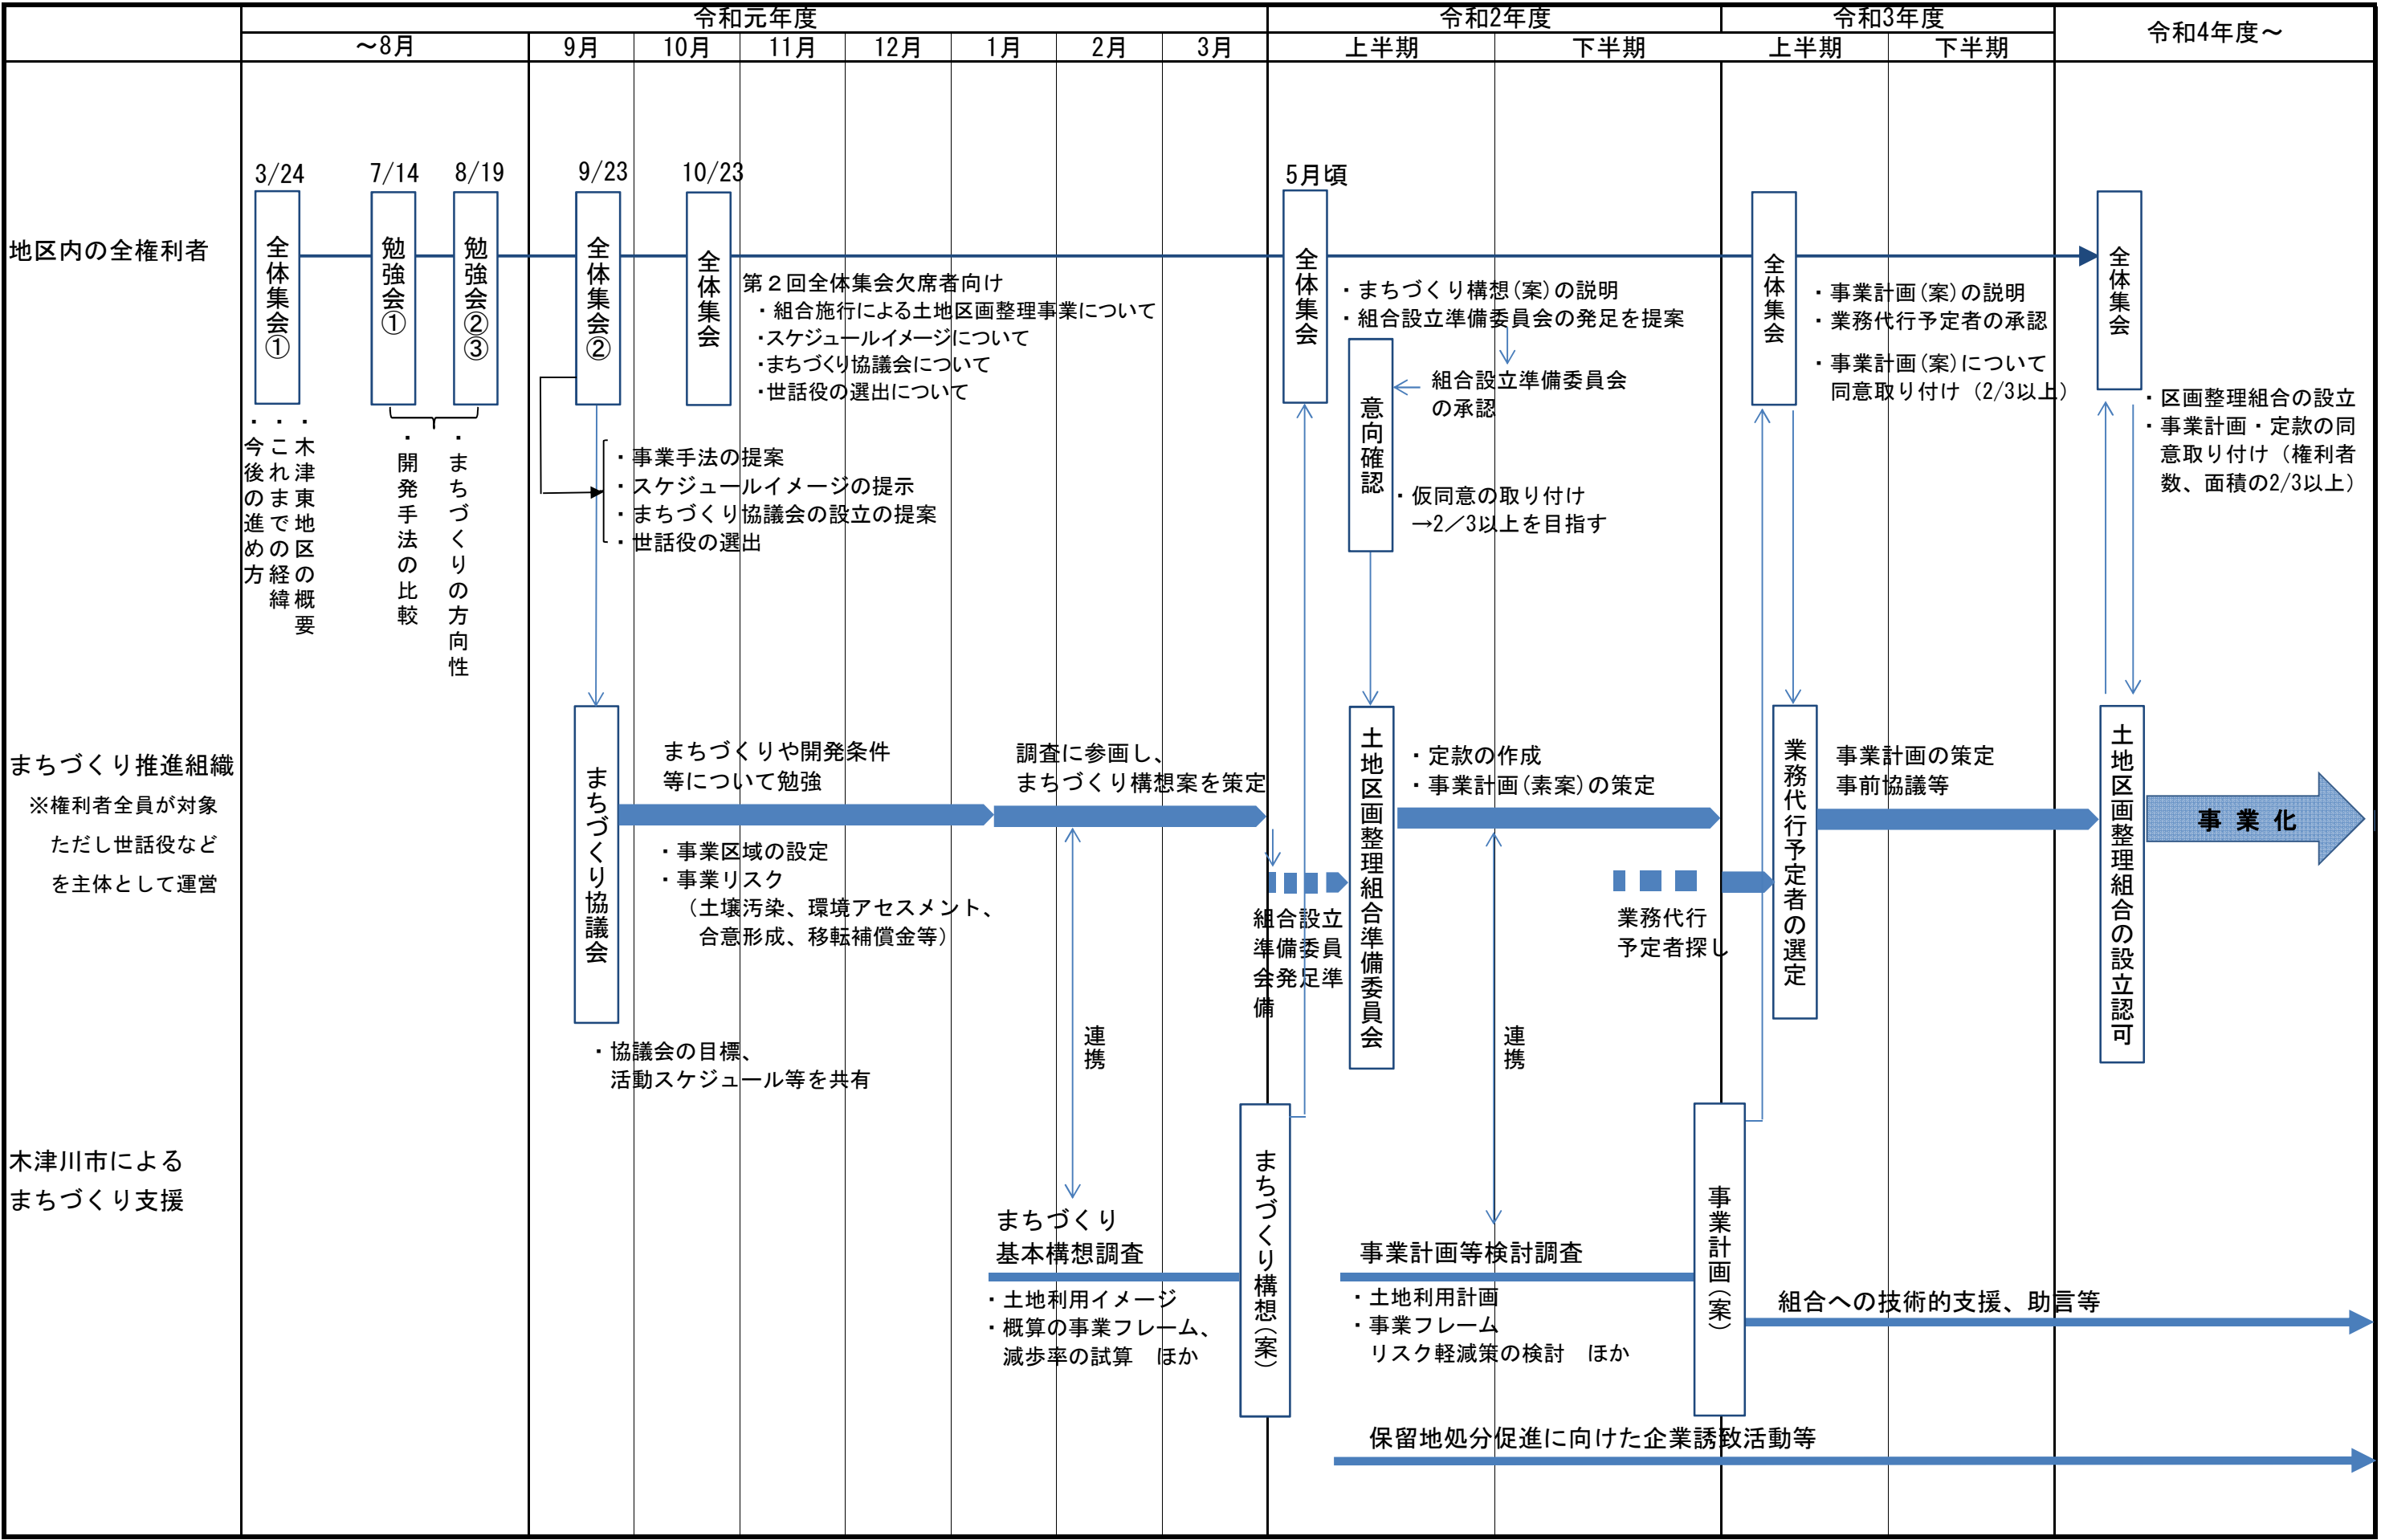 令和元年度
令和2年度
令和3年度
令和4年度～
～8月
9月
10月
11月
12月
1月
2月
3月
上半期
下半期
上半期
下半期
地区内の全権利者
3/24
7/14
8/19
9/23
10/23
5月頃
全体集会①
勉強会①
勉強会②③
全体集会②
全体集会
全体集会
全体集会
全体集会
・木津東地区の概要
・これまでの経緯
・今後の進め方
・まちづくりの方向性
・開発手法の比較
第２回全体集会欠席者向け
・組合施行による土地区画整理事業について
・スケジュールイメージについて
・まちづくり協議会について
・世話役の選出について
・事業手法の提案
・スケジュールイメージの提示
・まちづくり協議会の設立の提案
・世話役の選出
・まちづくり構想(案)の説明
・組合設立準備委員会の発足を提案
組合設立準備委員会
の承認
意向確認
・仮同意の取り付け
→2／3以上を目指す
・事業計画(案)の説明
・業務代行予定者の承認
・事業計画(案)について
同意取り付け（2/3以上）
・区画整理組合の設立
・事業計画・定款の同
意取り付け（権利者
数、面積の2/3以上）
まちづくり推進組織
※権利者全員が対象
ただし世話役など
を主体として運営
まちづくり協議会
まちづくりや開発条件
等について勉強
調査に参画し、
まちづくり構想案を策定
・事業区域の設定
・事業リスク
（土壌汚染、環境アセスメント、
合意形成、移転補償金等）
・協議会の目標、
活動スケジュール等を共有
連携
組合設立
準備委員
会発足準
備
土地区画整理組合準備委員会
・定款の作成
・事業計画(素案)の策定
連携
業務代行
予定者探し
業務代行予定者の選定
事業計画の策定
事前協議等
土地区画整理組合の設立認可
事業化
木津川市による
まちづくり支援
まちづくり
基本構想調査
・土地利用イメージ
・概算の事業フレーム、
減歩率の試算　ほか
まちづくり構想(案)
事業計画等検討調査
・土地利用計画
・事業フレーム
リスク軽減策の検討　ほか
事業計画(案)
組合への技術的支援、助言等
保留地処分促進に向けた企業誘致活動等